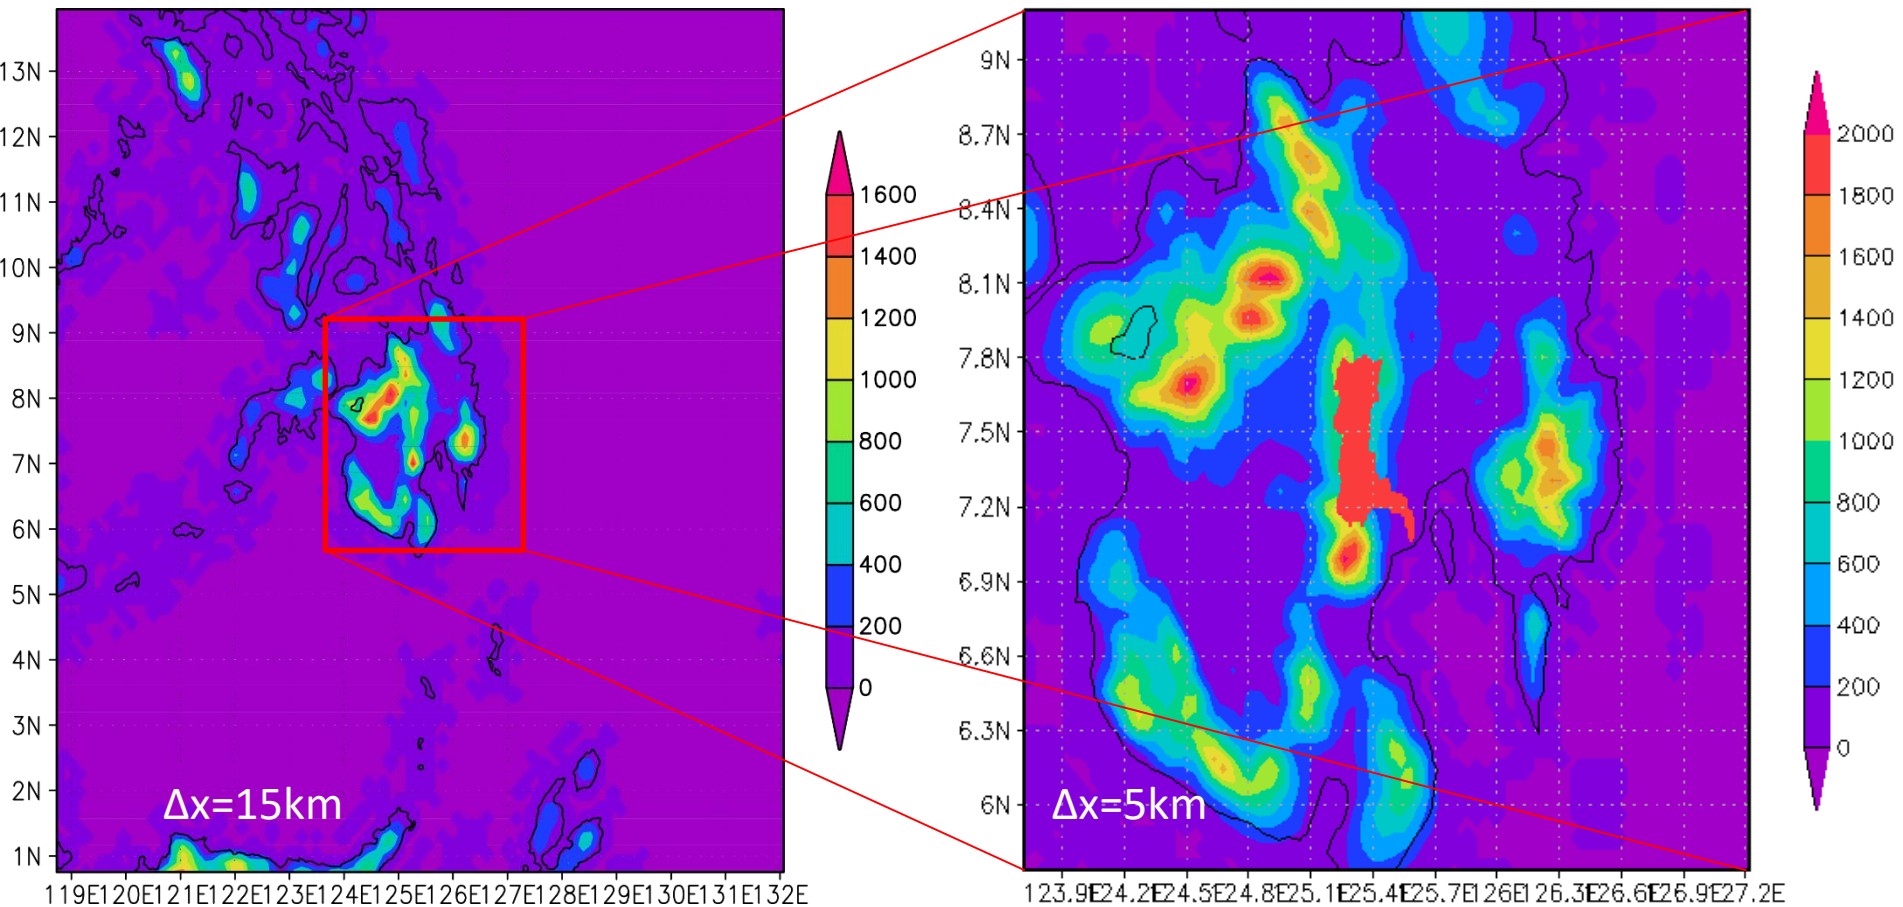 13N
12N
11N
10N
9N
8N
7N
6N
5N
4N
3N
2N
1N
119E120E121E122E123E124E125E126E127E128E129E130E131E132E
Δx=15km
1600
1400
1200
1000
800
600
400
200
0
9N
8.7N
8.4N
8.1N
7.8N
7.5N
7.2N
6.9N
6.6N
6.3N
6N
123.9E124.2E124.5E124.8E125.1E125.4E125.7E126E126.3E126.6E126.9E127.2E
Δx=5km
2000
1800
1600
1400
1200
1000
800
600
400
200
0